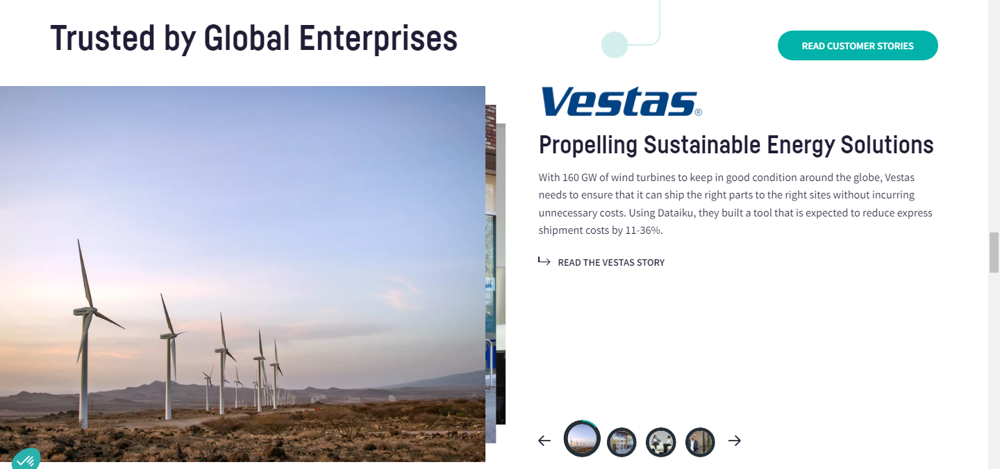 Trusted by Global Enterprises
READ CUSTOMER STORIES
Vestas®
Propelling Sustainable Energy Solutions
With 160 GW of wind turbines to keep in good condition around the globe, Vestas
needs to ensure that it can ship the right parts to the right sites without incurring
unnecessary costs. Using Dataiku, they built a tool that is expected to reduce express
shipment costs by 11-36%.
READ THE VESTAS STORY